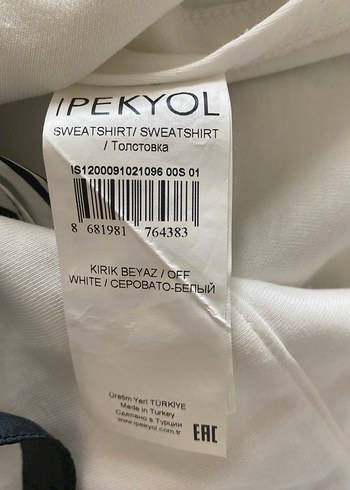 IPEKYOL
SWEATSHIRT/ SWEATSHIRT
/ Толстовка
IS1200091021096 00S 01
8 681981 764383
KIRIK BEYAZ / OFF
WHITE / СЕРОВАТО-БЕЛЫЙ
Üretim Yeri TÜRKİYE
Made in Turkey
Сделано в Турции
www.ipekyol.com.tr
EAC